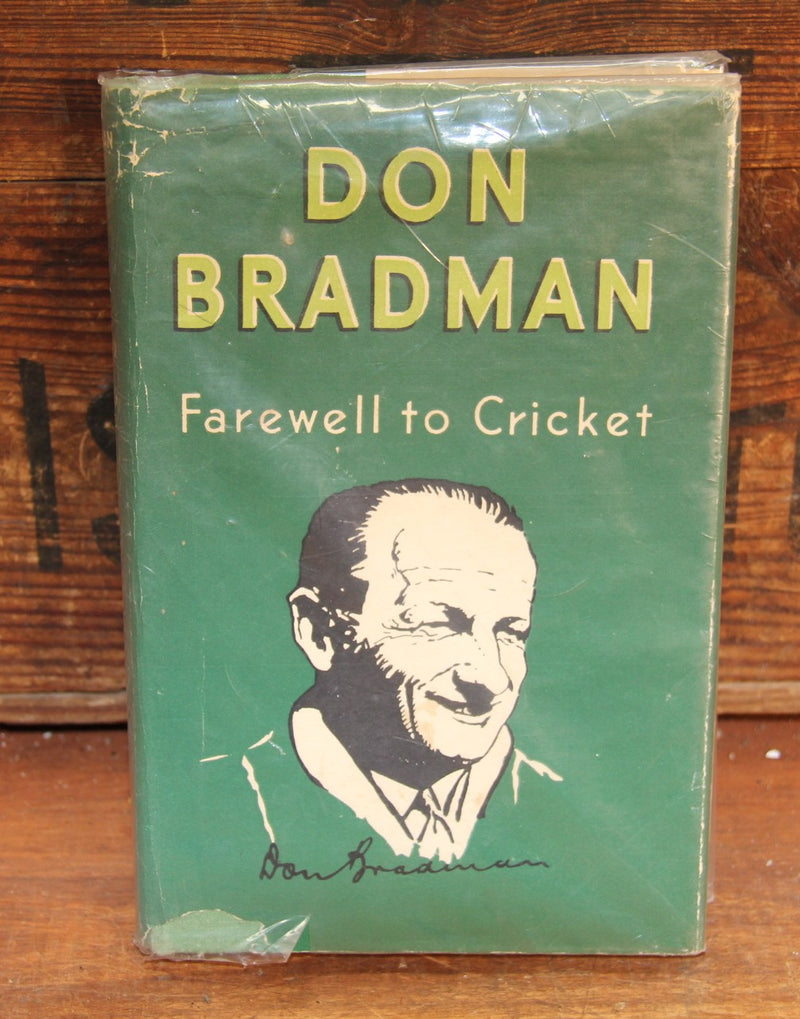 DON
BRADMAN
Farewell to Cricket
Don Bradman